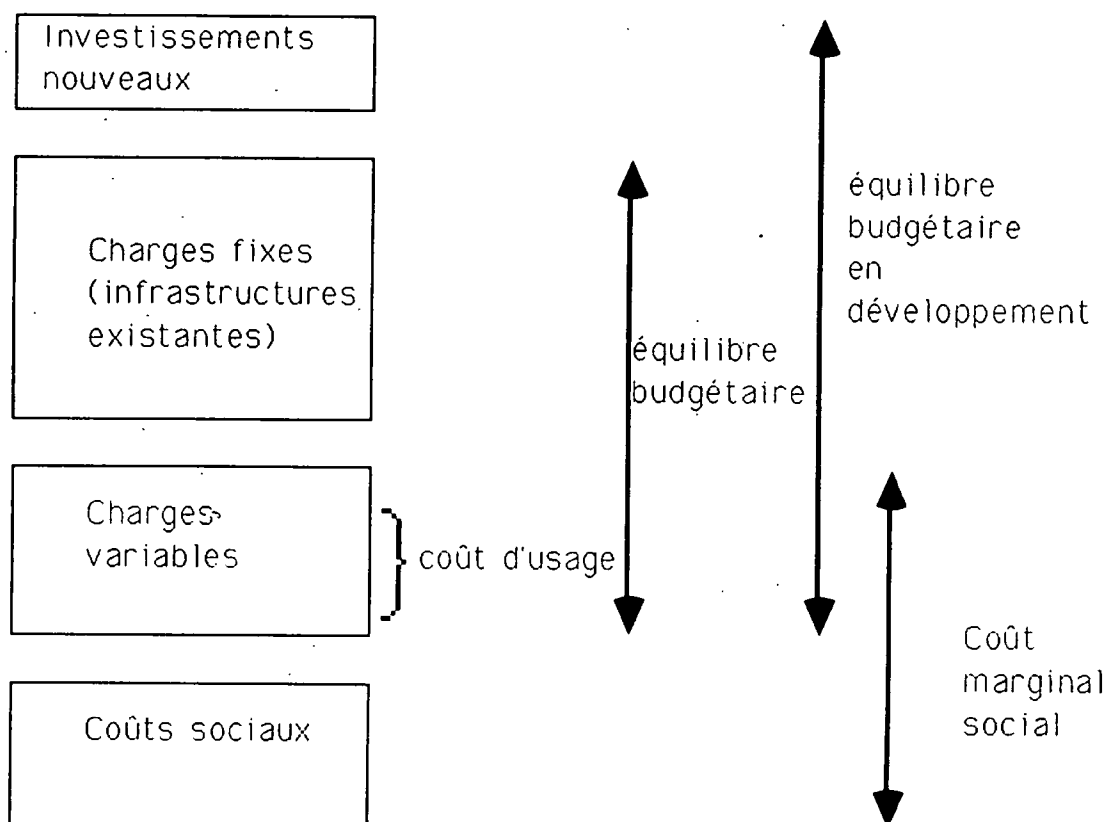 Investissements
nouveaux
Charges fixes
(infrastructures
existantes)
équilibre
budgétaire
équilibre
budgétaire
en
développement
Charges
variables
coût d'usage
Coûts sociaux
Coût
marginal
social